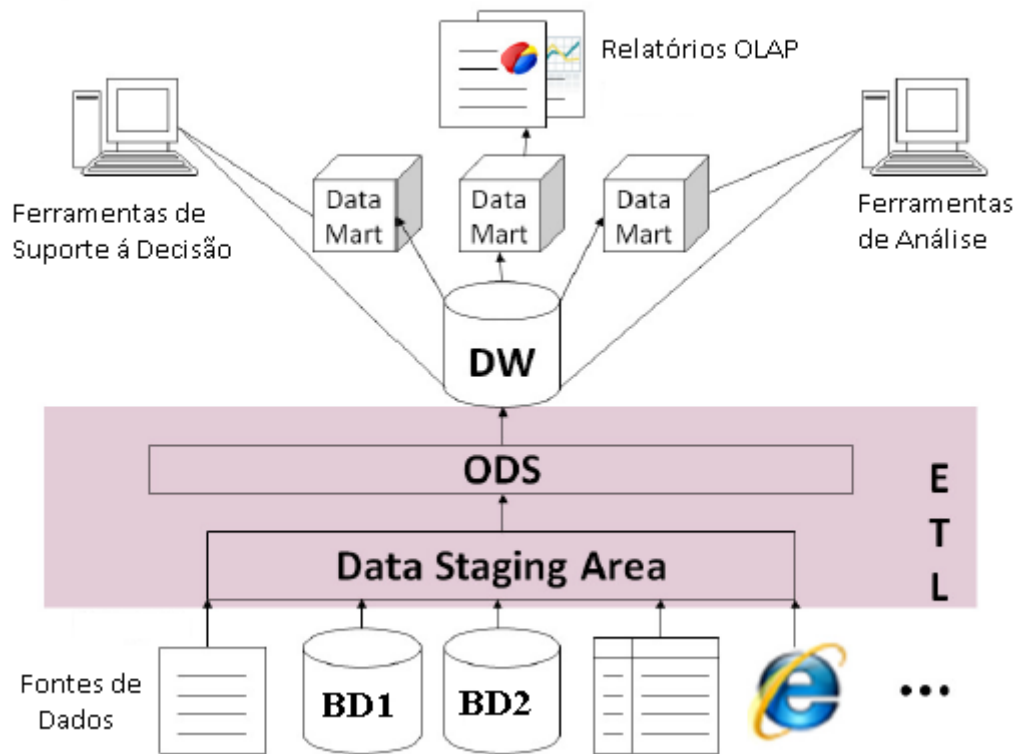 Relatórios OLAP
Ferramentas de
Suporte á Decisão
Data
Mart
Data
Mart
Data
Mart
Ferramentas
de Análise
DW
ODS
E
T
L
Data Staging Area
Fontes de
Dados
BD1
BD2
...